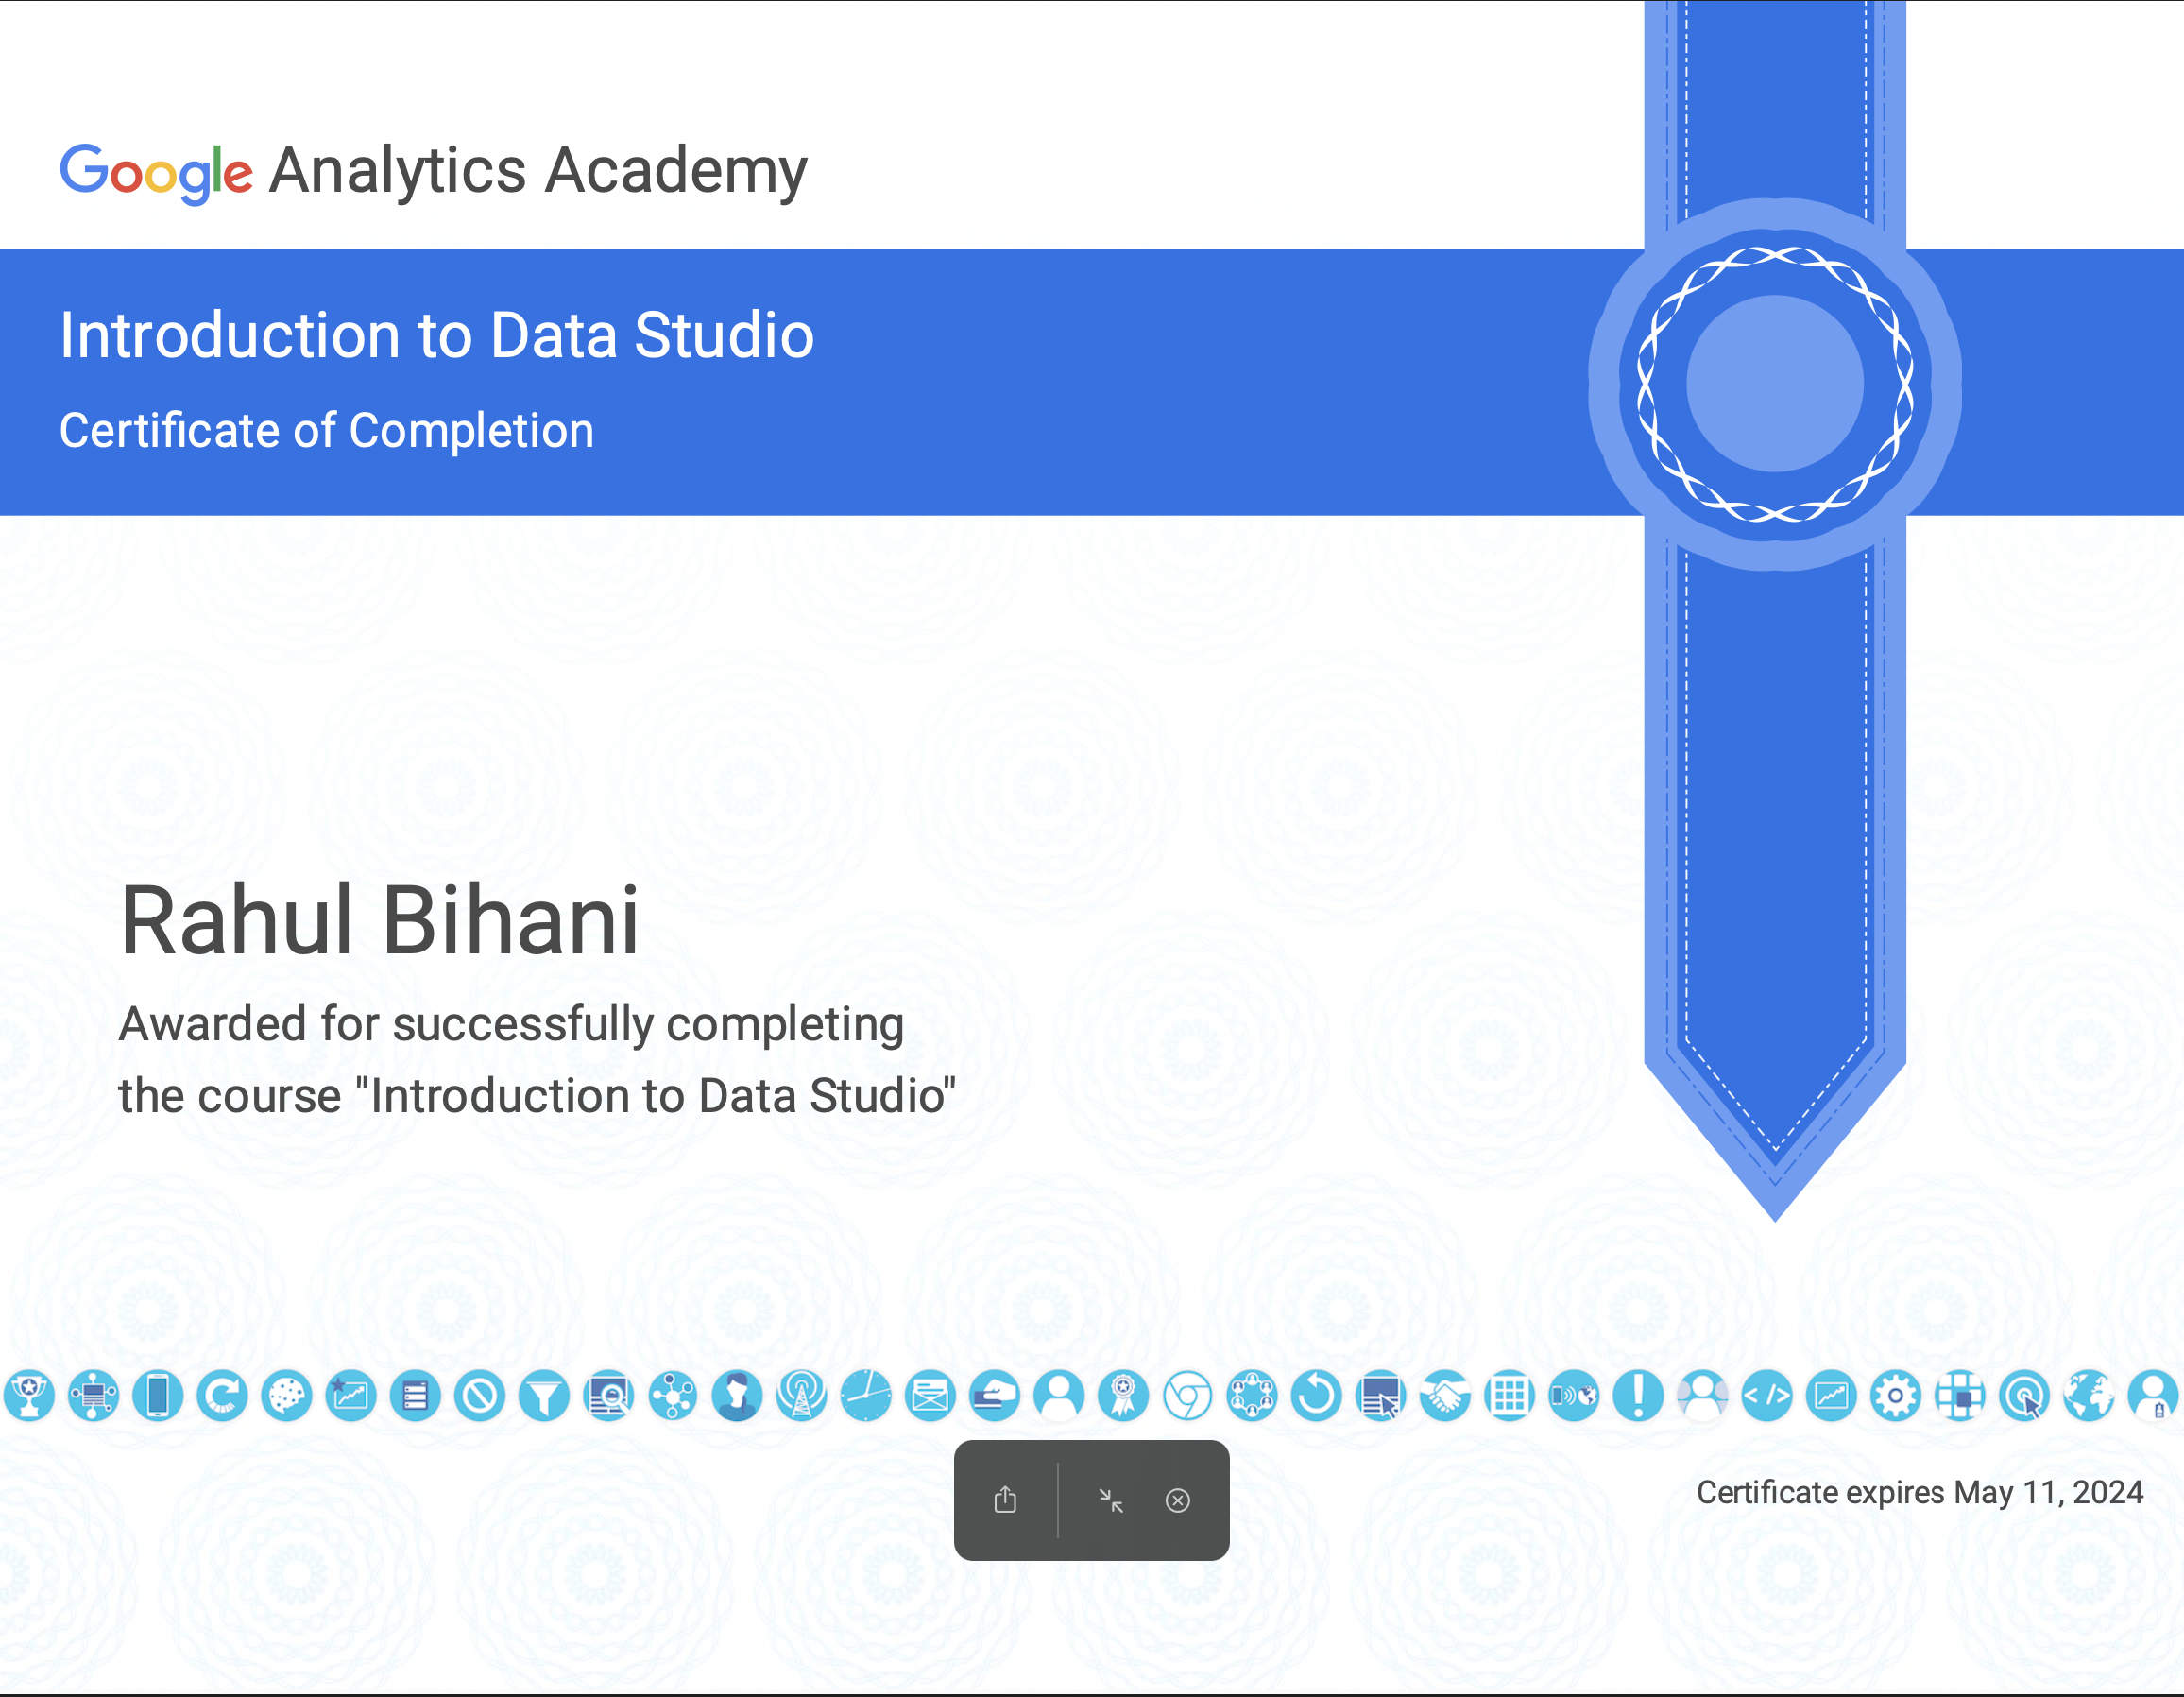 Google Analytics Academy
Introduction to Data Studio
Certificate of Completion
Rahul Bihani
Awarded for successfully completing
the course "Introduction to Data Studio"
Certificate expires May 11, 2024